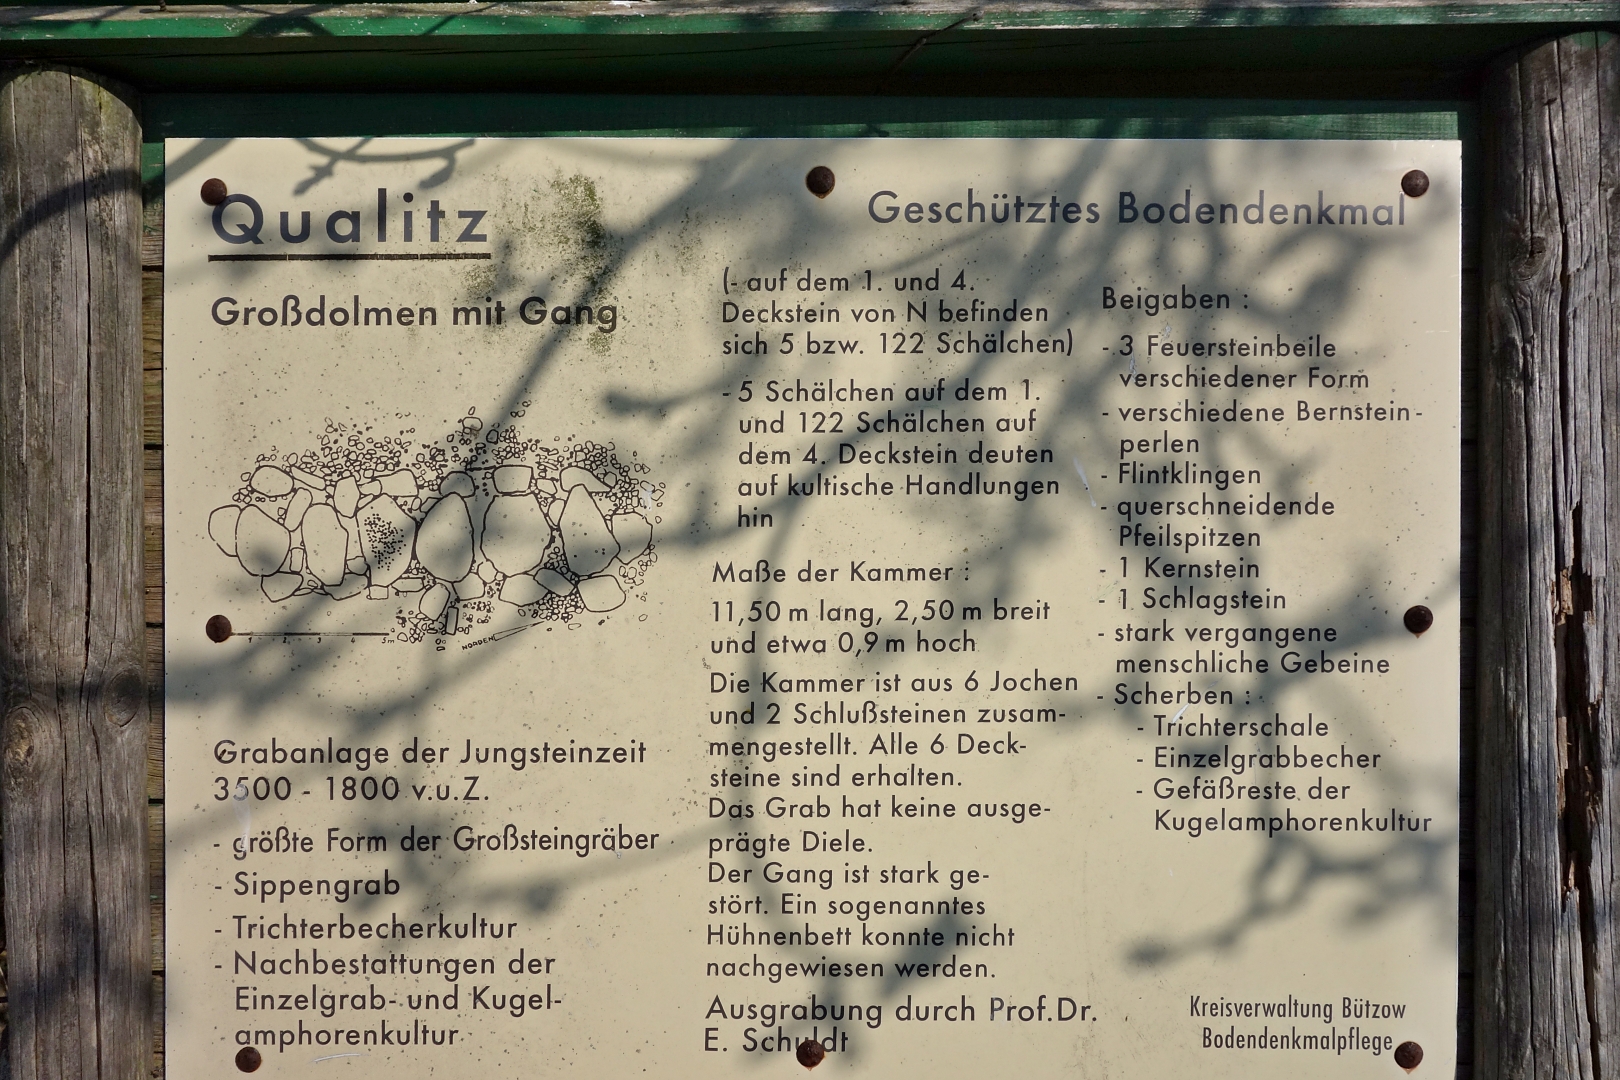 Qualitz
Geschütztes Bodendenkmal
Großdolmen mit Gang
1 2 3 4 5m
NORDEN
Grabanlage der Jungsteinzeit
3500 - 1800 v.u.Z.
- größte Form der Großsteingräber
- Sippengrab
- Trichterbecherkultur
- Nachbestattungen der
Einzelgrab- und Kugel-
amphorenkultur
(- auf dem 1. und 4.
Deckstein von N befinden
sich 5 bzw. 122 Schälchen)
- 5 Schälchen auf dem 1.
und 122 Schälchen auf
dem 4. Deckstein deuten
auf kultische Handlungen
hin
Maße der Kammer :
11,50 m lang, 2,50 m breit
und etwa 0,9 m hoch
Die Kammer ist aus 6 Jochen
und 2 Schlußsteinen zusam-
mengestellt. Alle 6 Deck-
steine sind erhalten.
Das Grab hat keine ausge-
prägte Diele.
Der Gang ist stark ge-
stört. Ein sogenanntes
Hühnenbett konnte nicht
nachgewiesen werden.
Ausgrabung durch Prof.Dr.
E. Schuldt
Beigaben :
- 3 Feuersteinbeile
verschiedener Form
- verschiedene Bernstein-
perlen
- Flintklingen
- querschneidende
Pfeilspitzen
- 1 Kernstein
- 1 Schlagstein
- stark vergangene
menschliche Gebeine
- Scherben :
- Trichterschale
- Einzelgrabbecher
- Gefäßreste der
Kugelamphorenkultur
Kreisverwaltung Bützow
Bodendenkmalpflege